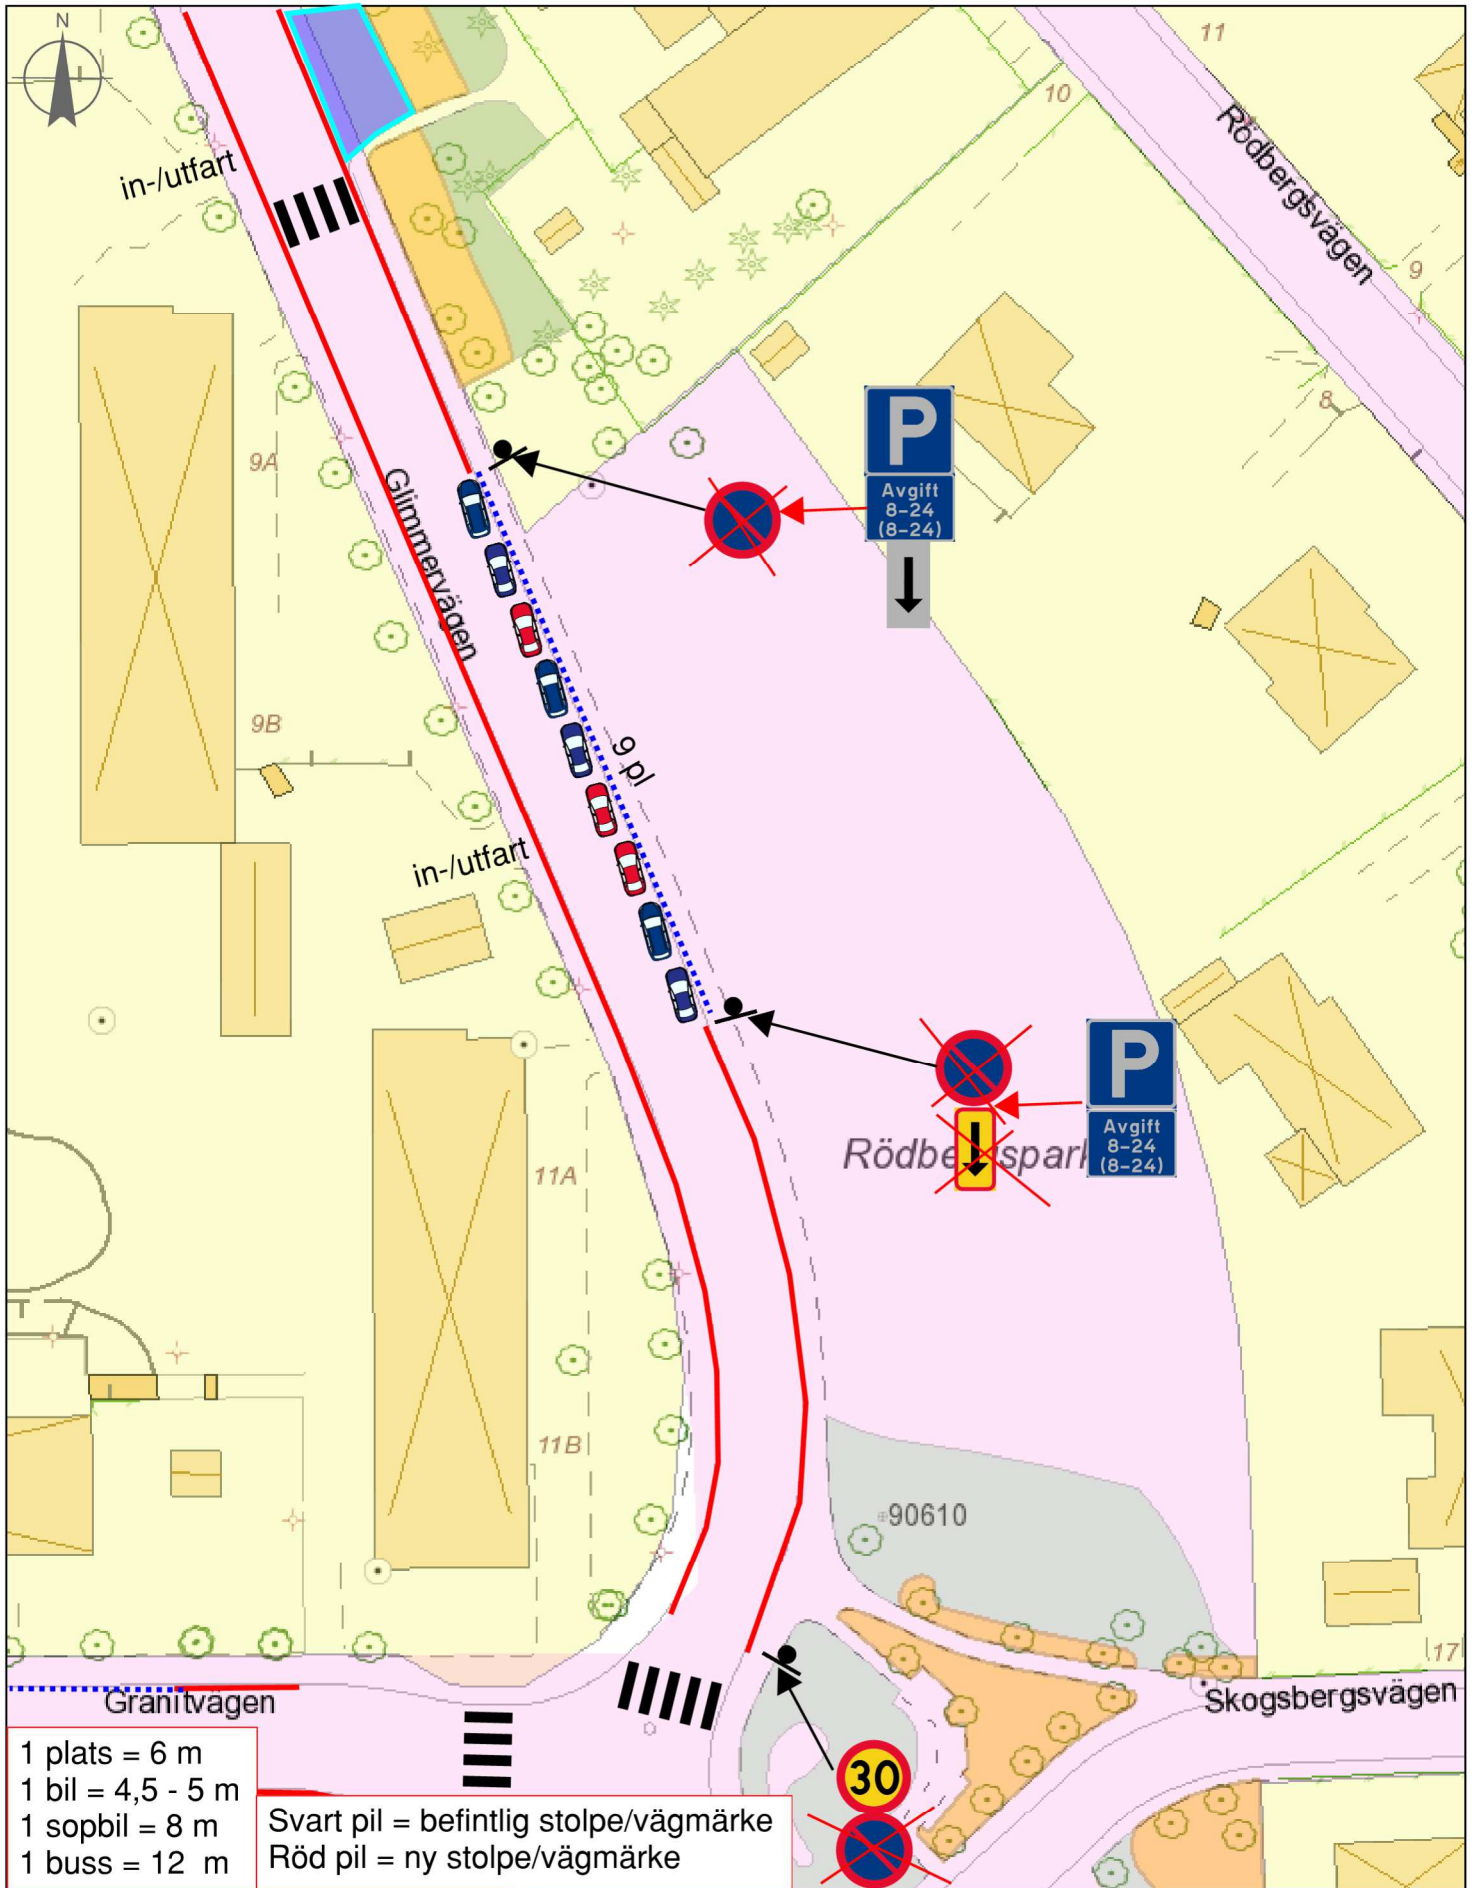 N
11
10
Rödbergsvägen
in-/utfart
9
8
P
Avgift
8-24
(8-24)
9A
Glimmervägen
9B
9 pl
in-/utfart
P
Avgift
8-24
(8-24)
11A
11B
90610
17
Granitvägen
Skogsbergsvägen
1 plats = 6 m
1 bil = 4,5 - 5 m
1 sopbil = 8 m
1 buss = 12 m
Svart pil = befintlig stolpe/vägmärke
Röd pil = ny stolpe/vägmärke
30